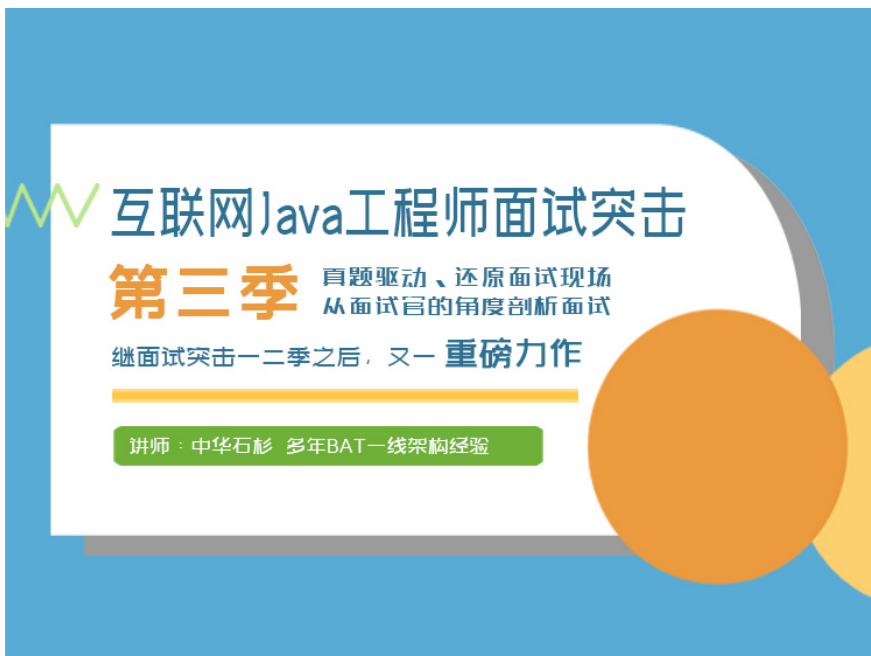 互联网Java工程师面试突击
第三季
真题驱动、还原面试现场
从面试官的角度剖析面试
继面试突击一二季之后，又一 重磅力作
讲师：中华石杉 多年BAT一线架构经验